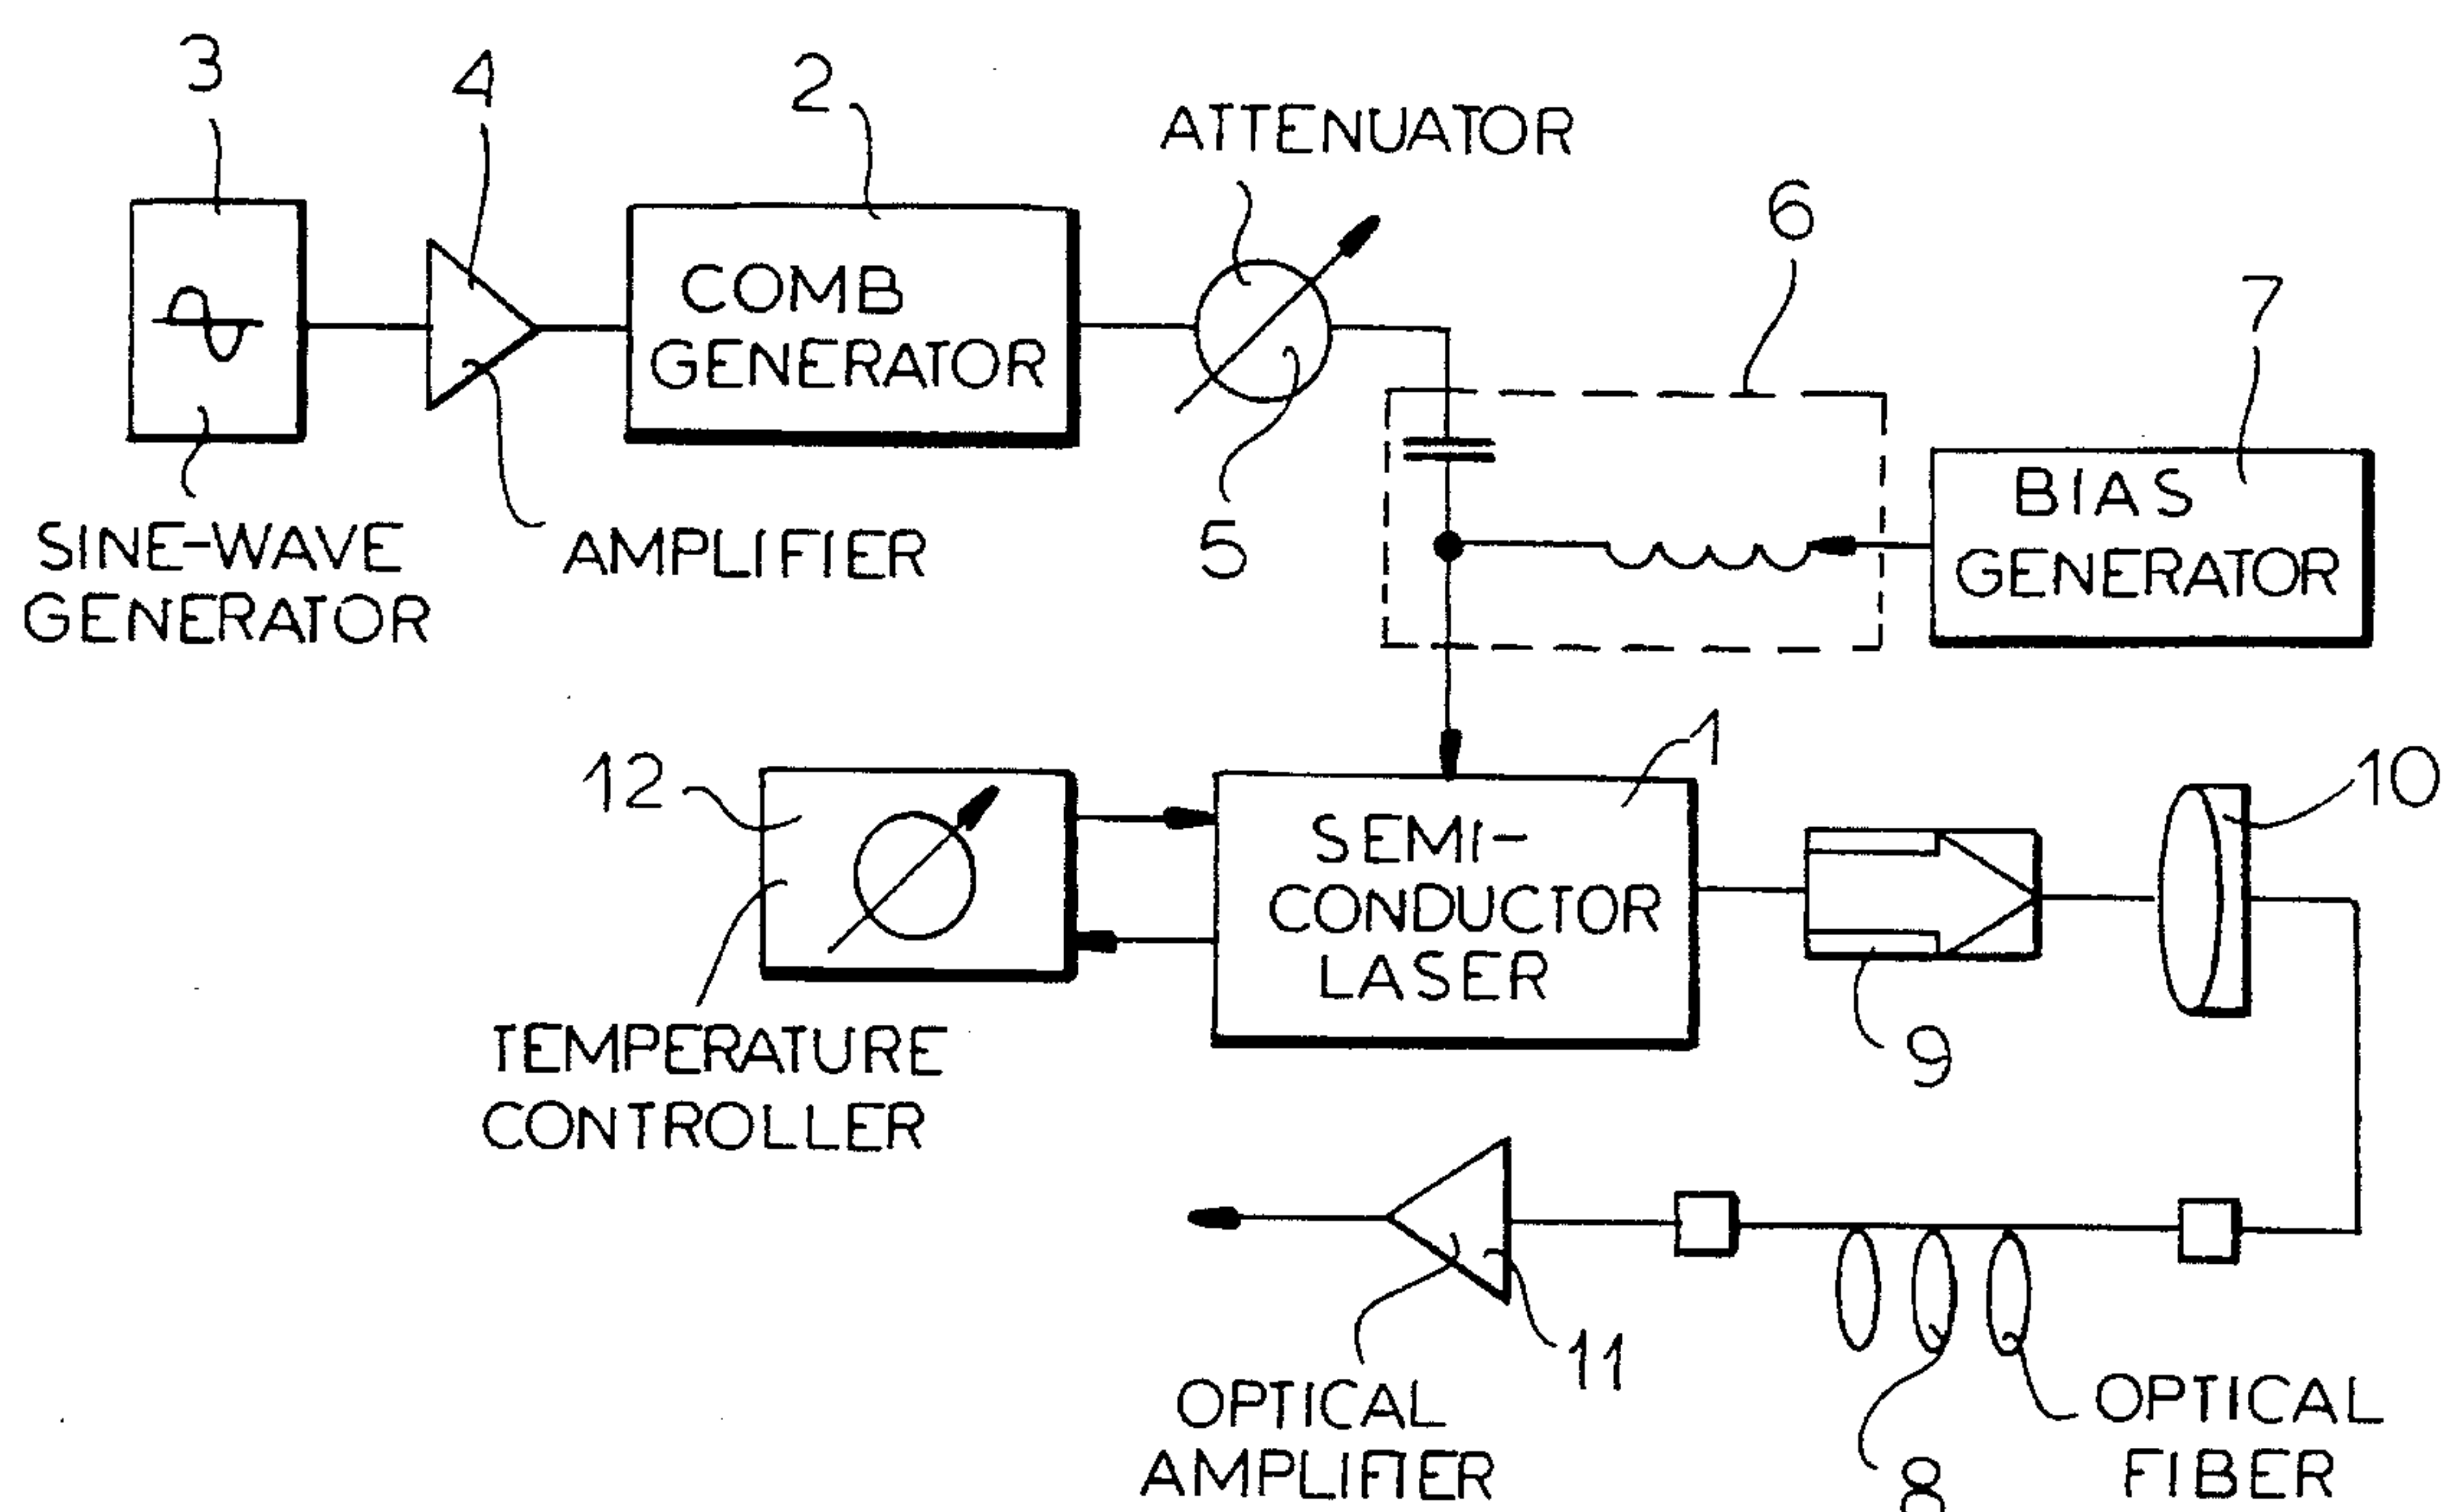 3
4
2
ATTENUATOR
6
7
COMB
GENERATOR
5
BIAS
GENERATOR
SINE-WAVE
GENERATOR
AMPLIFIER
12
1
10
SEMI-
CONDUCTOR
LASER
9
TEMPERATURE
CONTROLLER
11
OPTICAL
AMPLIFIER
8
OPTICAL
FIBER